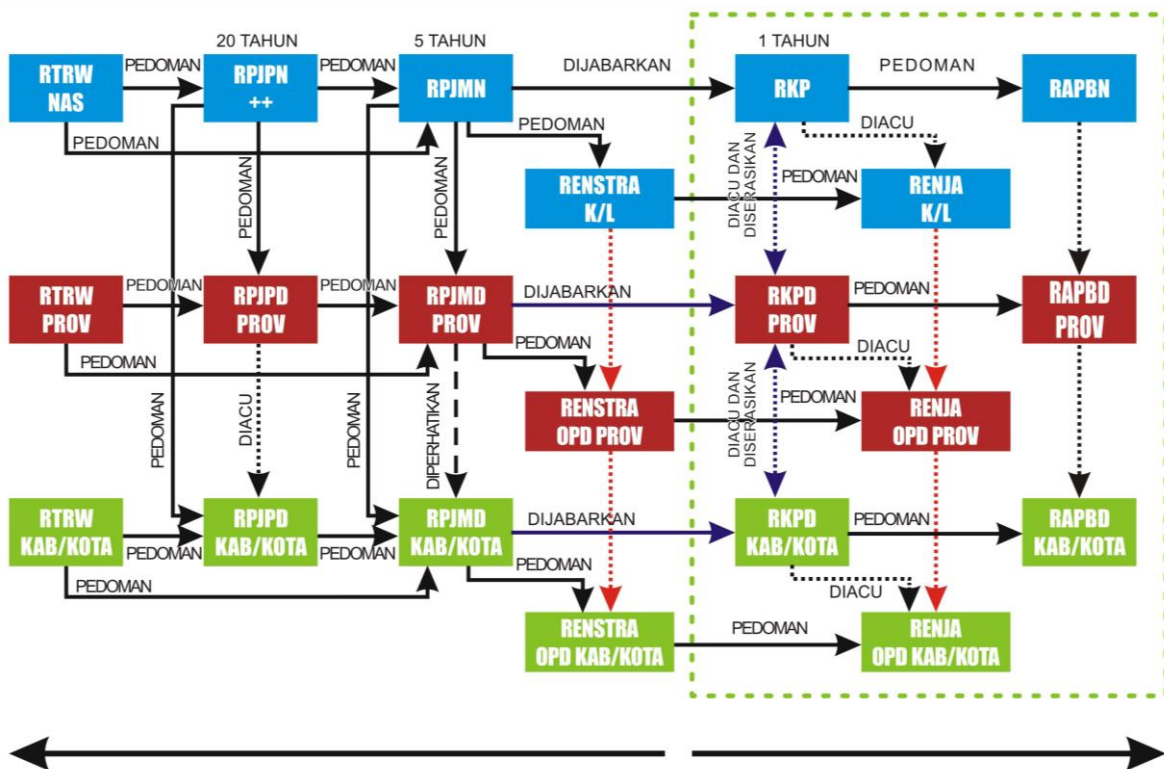 20 TAHUN
5 TAHUN
1 TAHUN
RTRW
NAS
PEDOMAN
RPJPN
++
PEDOMAN
RPJMN
DIJABARKAN
RKP
PEDOMAN
RAPBN
PEDOMAN
PEDOMAN
DIACU
PEDOMAN
PEDOMAN
RENSTRA
K/L
PEDOMAN
DIACU DAN
DISERASIKAN
RENJA
K/L
RTRW
PROV
PEDOMAN
RPJPD
PROV
PEDOMAN
RPJMD
PROV
DIJABARKAN
RKPD
PROV
PEDOMAN
RAPBD
PROV
PEDOMAN
PEDOMAN
DIACU
PEDOMAN
DIACU
PEDOMAN
DIPERHATIKAN
RENSTRA
OPD PROV
PEDOMAN
DIACU DAN
DISERASIKAN
RENJA
OPD PROV
RTRW
KAB/KOTA
PEDOMAN
RPJPD
KAB/KOTA
PEDOMAN
RPJMD
KAB/KOTA
DIJABARKAN
RKPD
KAB/KOTA
PEDOMAN
RAPBD
KAB/KOTA
PEDOMAN
PEDOMAN
DIACU
RENSTRA
OPD KAB/KOTA
PEDOMAN
RENJA
OPD KAB/KOTA